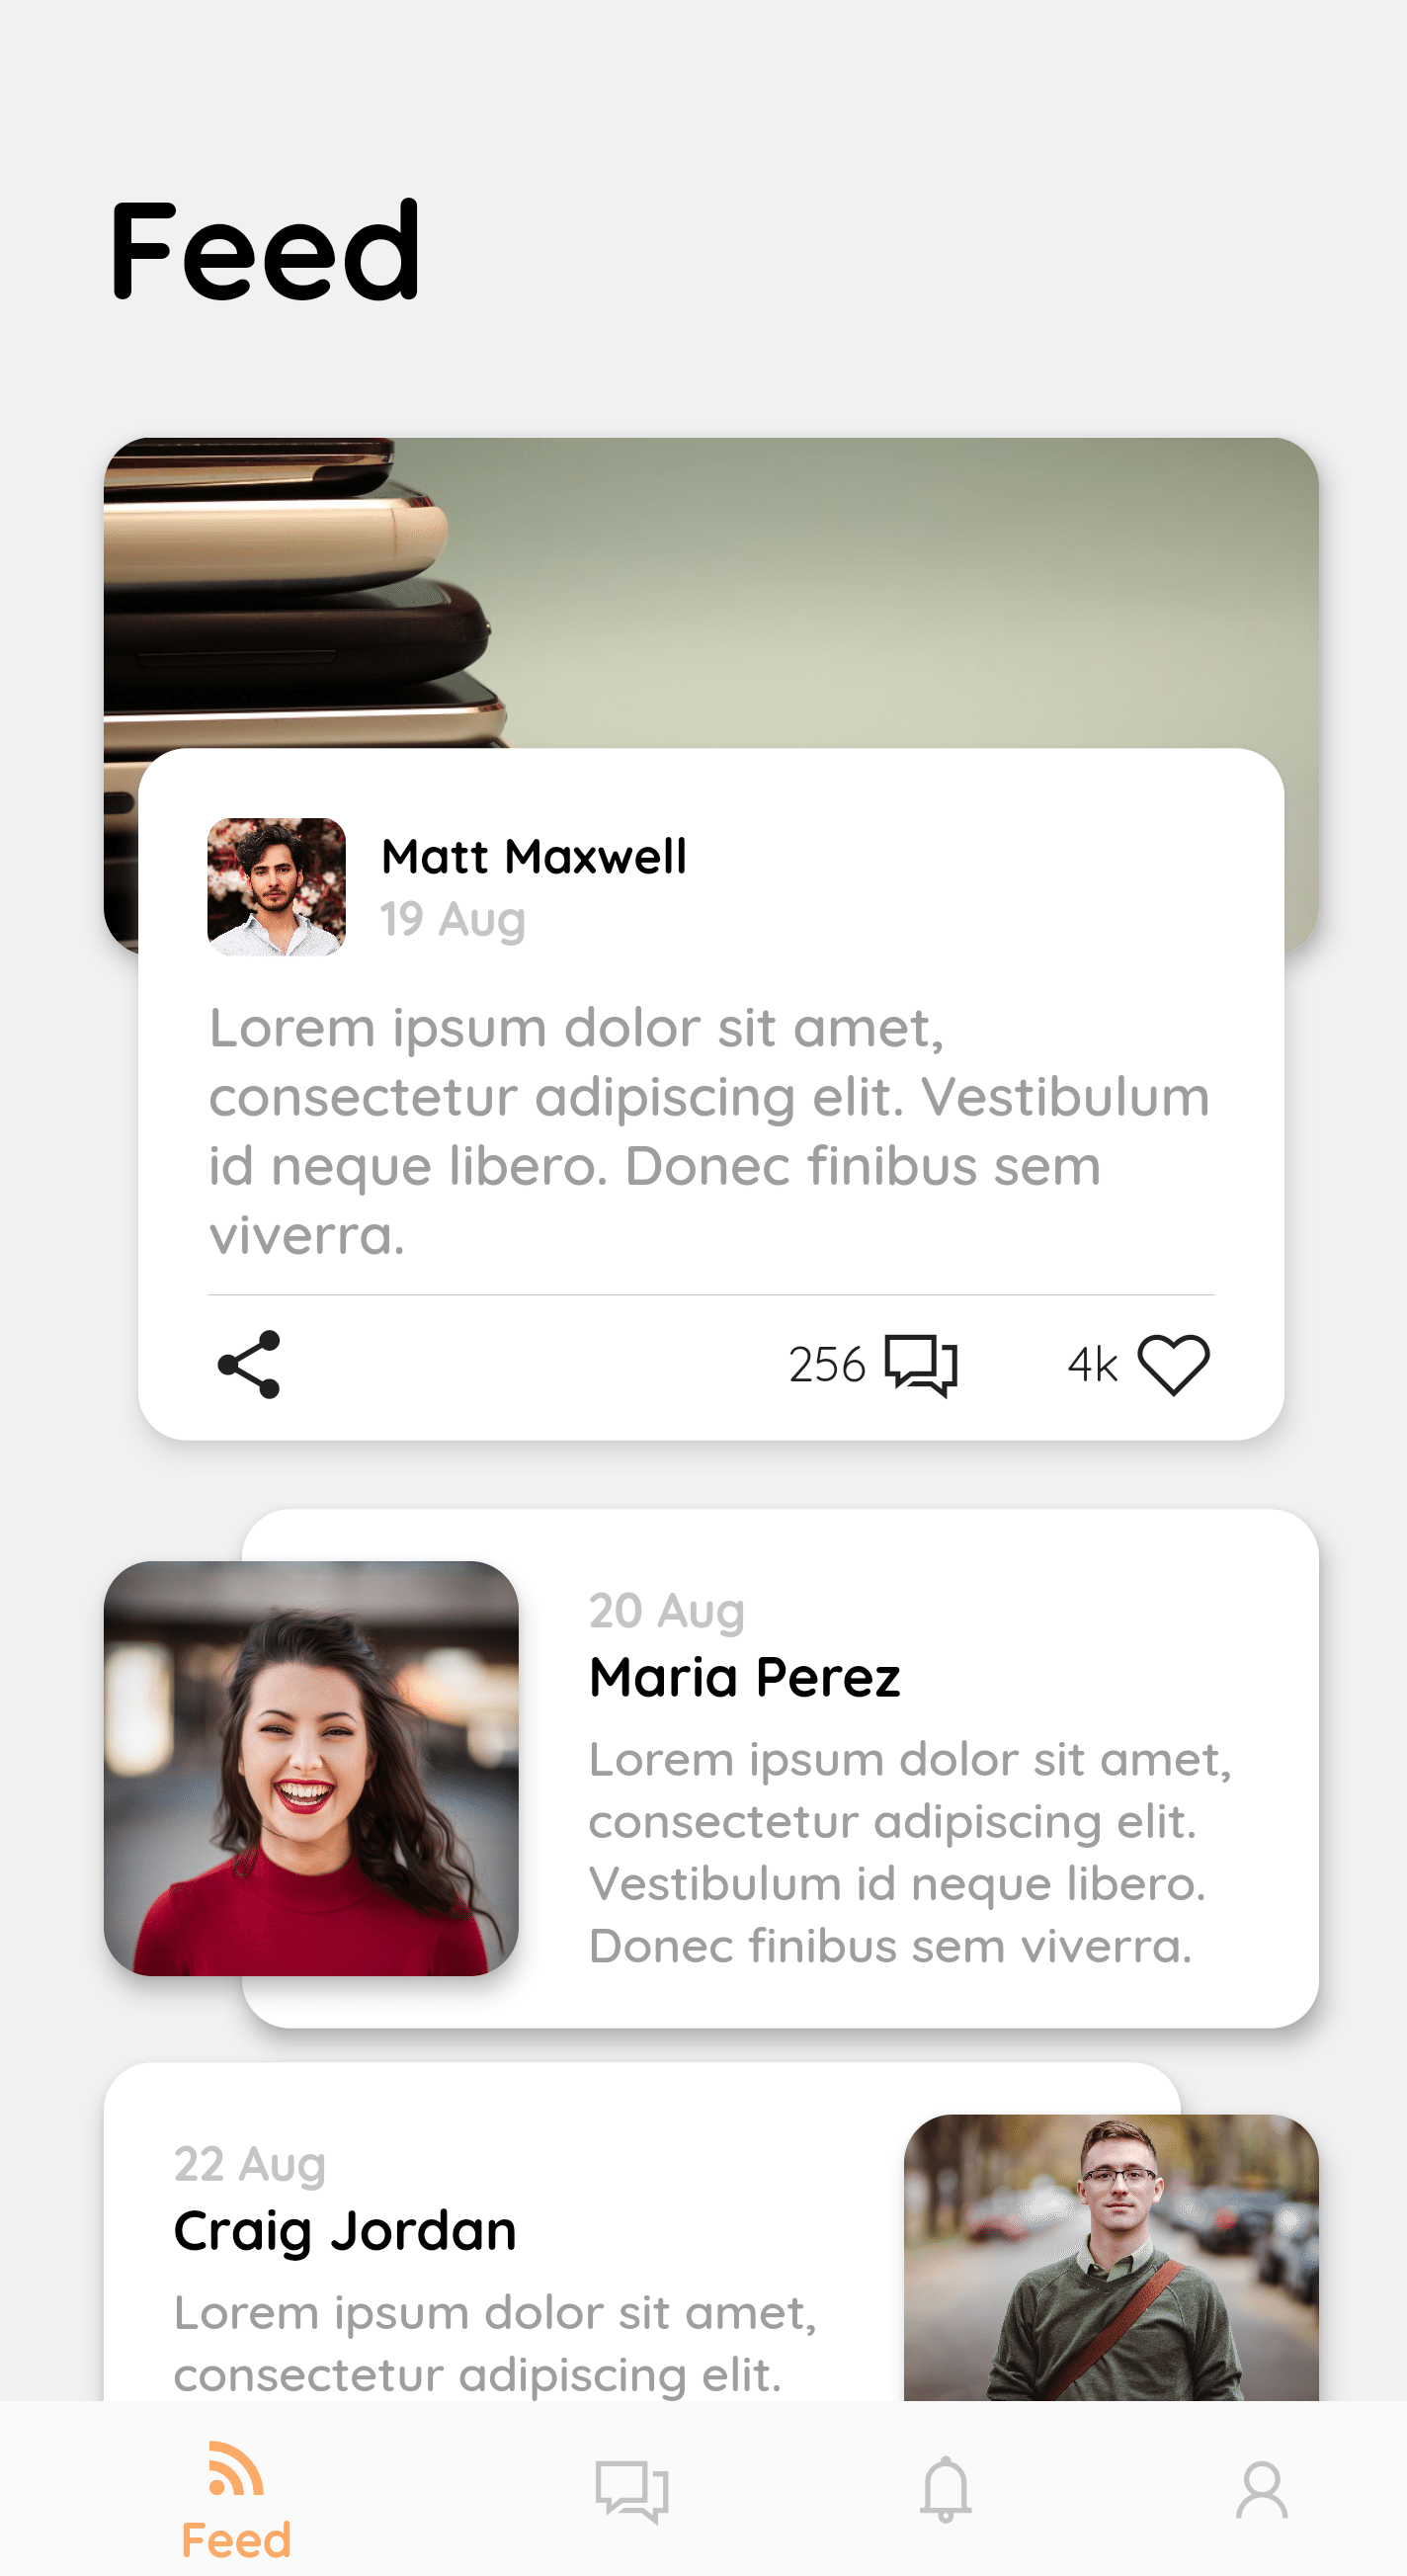 Feed
Matt Maxwell
19 Aug
Lorem ipsum dolor sit amet,
consectetur adipiscing elit. Vestibulum
id neque libero. Donec finibus sem
viverra.
256
4k
20 Aug
Maria Perez
Lorem ipsum dolor sit amet,
consectetur adipiscing elit.
Vestibulum id neque libero.
Donec finibus sem viverra.
22 Aug
Craig Jordan
Lorem ipsum dolor sit amet,
consectetur adipiscing elit.
Feed